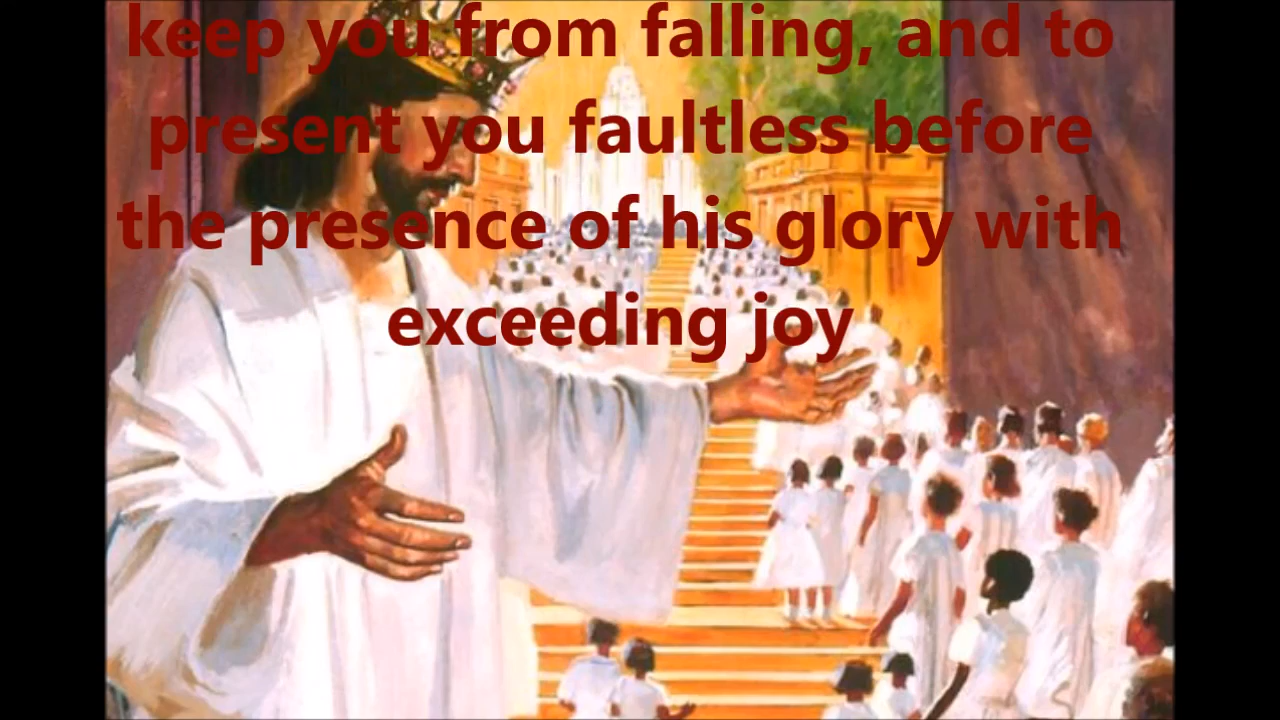 keep you from falling, and to
present you faultless before
the presence of his glory with
exceeding joy